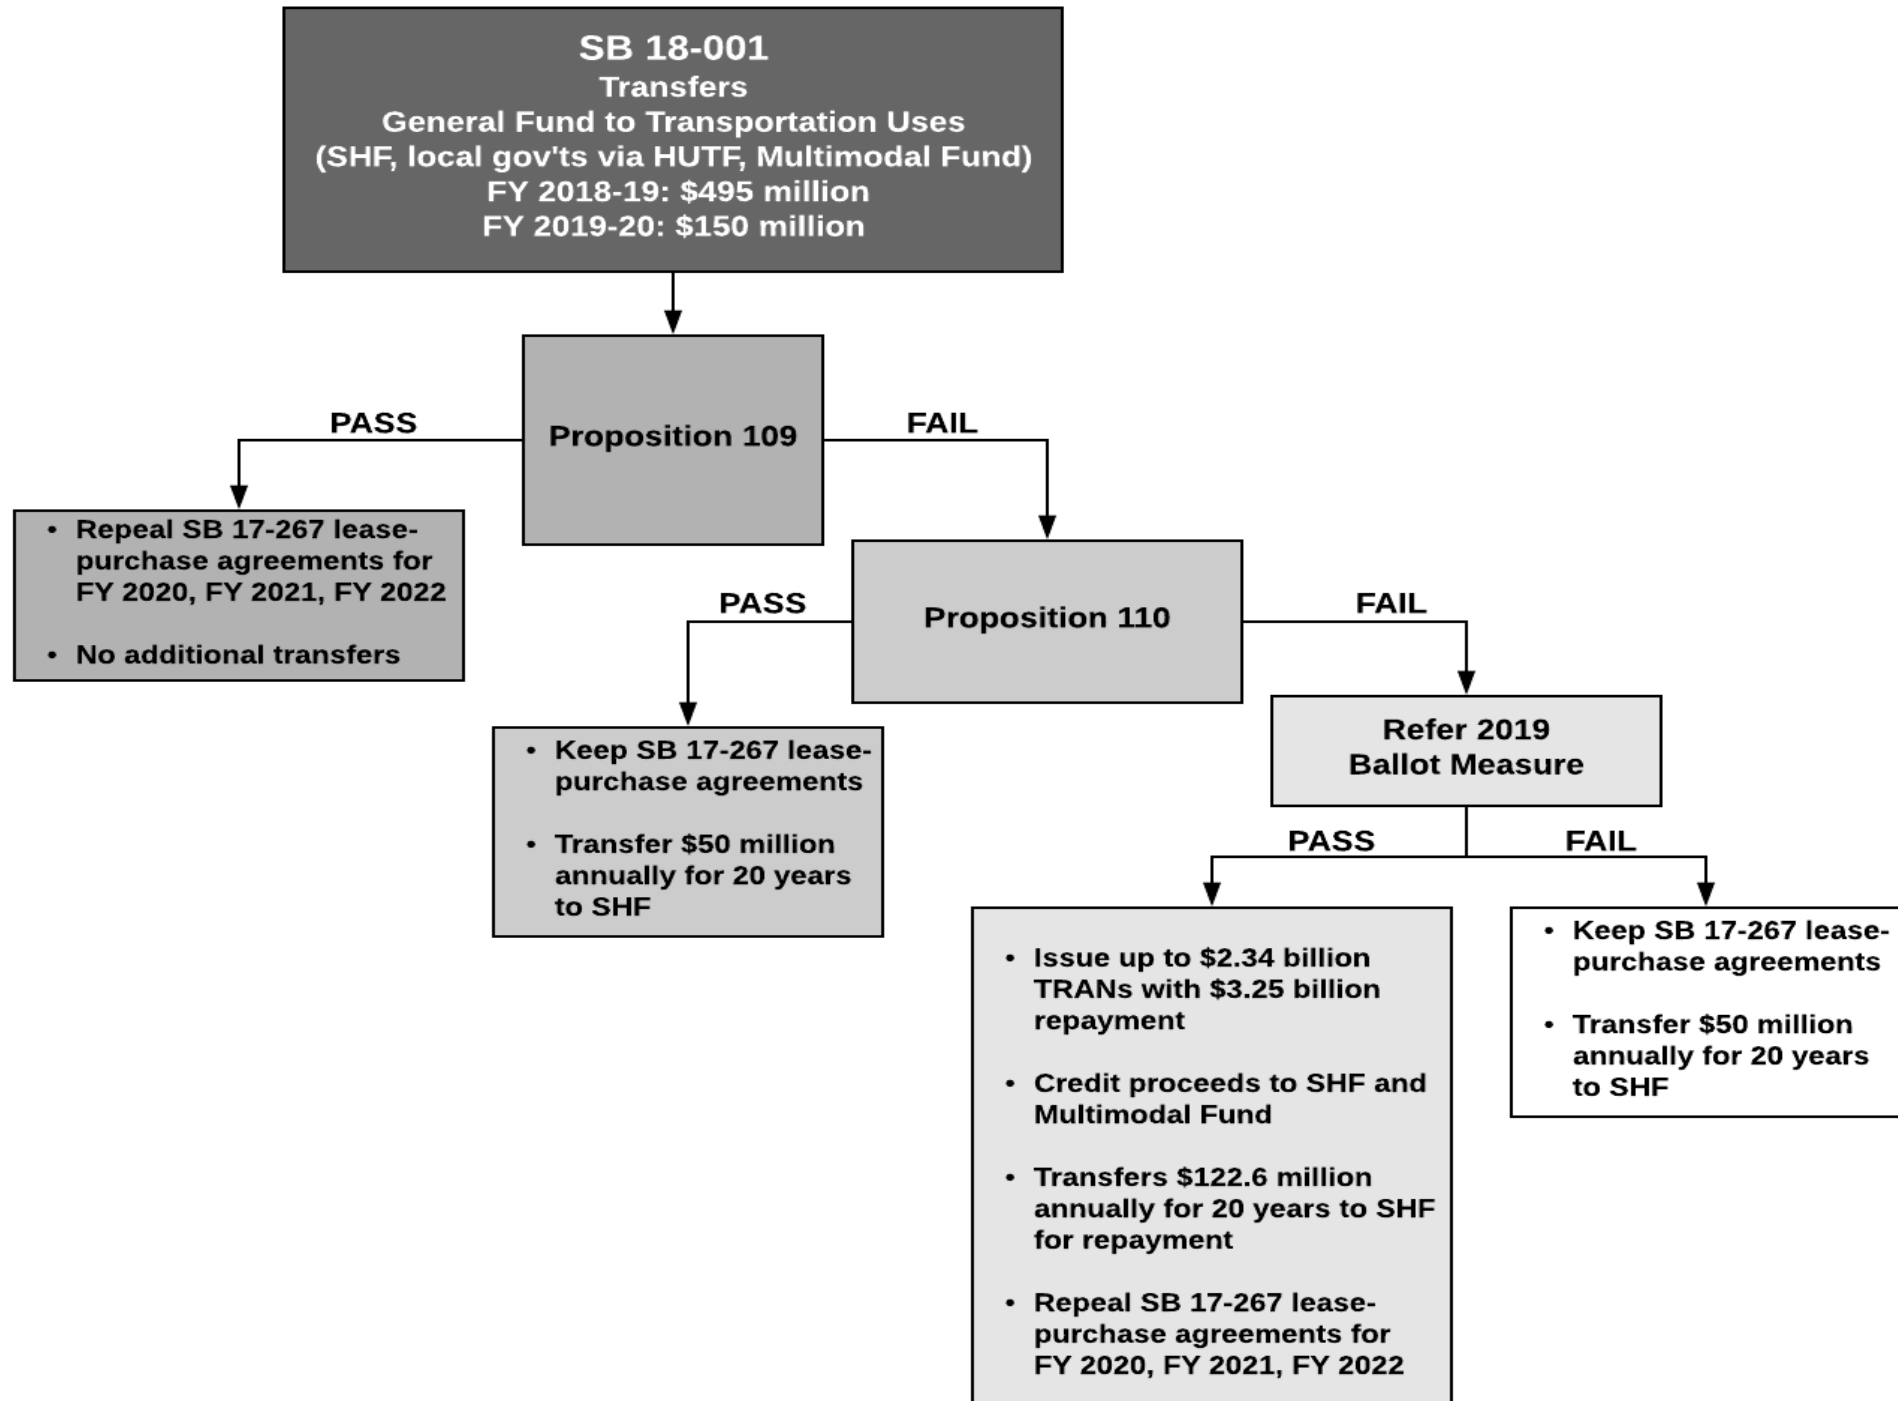 SB 18-001
Transfers
General Fund to Transportation Uses
(SHF, local gov'ts via HUTF, Multimodal Fund)
FY 2018-19: $495 million
FY 2019-20: $150 million
PASS
Proposition 109
FAIL
• Repeal SB 17-267 lease-
purchase agreements for
FY 2020, FY 2021, FY 2022
• No additional transfers
PASS
Proposition 110
FAIL
• Keep SB 17-267 lease-
purchase agreements
• Transfer $50 million
annually for 20 years
to SHF
Refer 2019
Ballot Measure
PASS
FAIL
• Issue up to $2.34 billion
TRANs with $3.25 billion
repayment
• Credit proceeds to SHF and
Multimodal Fund
• Transfers $122.6 million
annually for 20 years to SHF
for repayment
• Repeal SB 17-267 lease-
purchase agreements for
FY 2020, FY 2021, FY 2022
• Keep SB 17-267 lease-
purchase agreements
• Transfer $50 million
annually for 20 years
to SHF